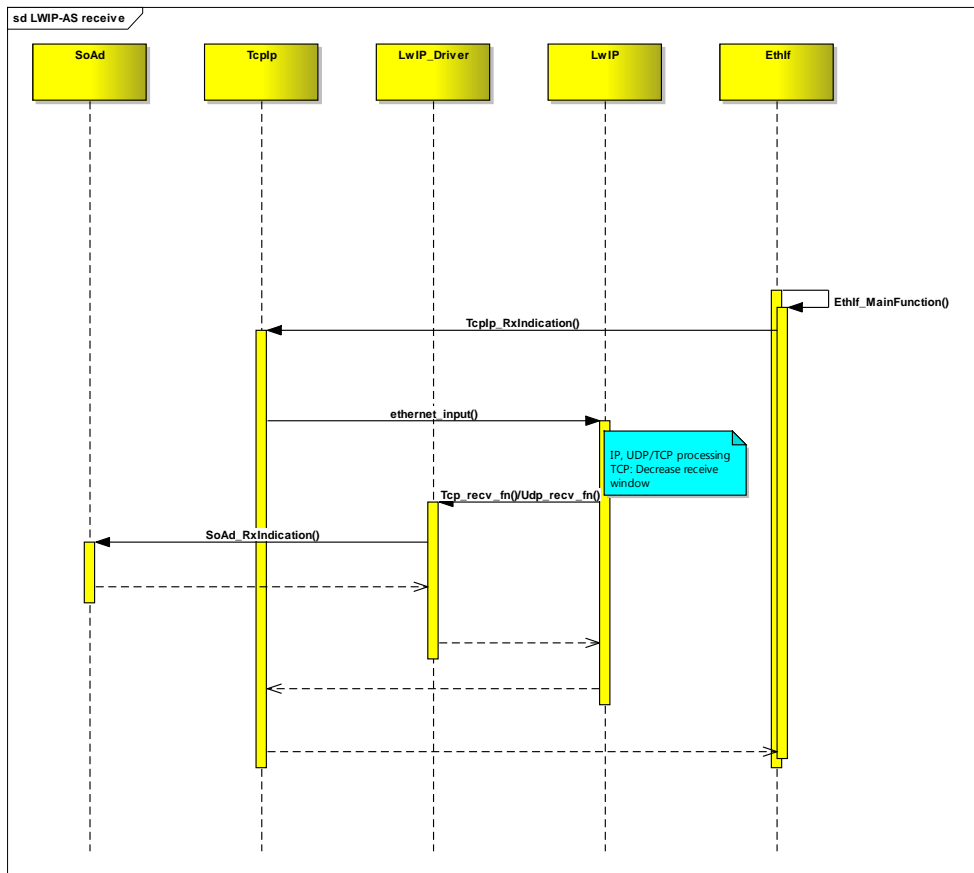 sd LWIP-AS receive
SoAd
TcpIp
LwIP_Driver
LwIP
EthIf
EthIf_MainFunction()
TcpIp_RxIndication()
ethernet_input()
IP, UDP/TCP processing
TCP: Decrease receive
window
Tcp_recv_fn()/Udp_recv_fn()
SoAd_RxIndication()